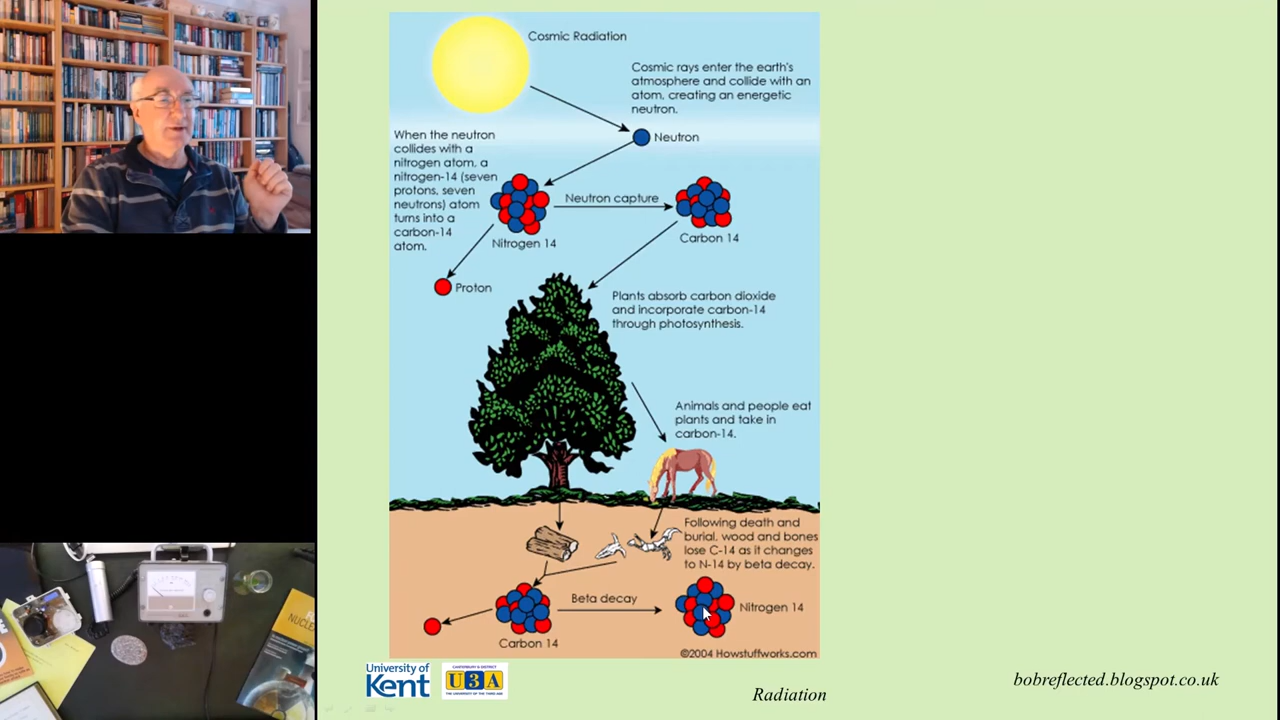 Cosmic Radiation
Cosmic rays enter the earth's
atmosphere and collide with an
atom, creating an energetic
neutron.
Neutron
When the neutron
collides with a
nitrogen atom, a
nitrogen-14 (seven
protons, seven
neutrons) atom
turns into a
carbon-14
atom.
Neutron capture
Nitrogen 14
Carbon 14
Proton
Plants absorb carbon dioxide
and incorporate carbon-14
through photosynthesis.
Animals and people eat
plants and take in
carbon-14.
Following death and
burial, wood and bones
lose C-14 as it changes
to N-14 by beta decay.
Beta decay
Nitrogen 14
Carbon 14
©2004 Howstuffworks.com
University of
Kent
CANTERBURY & DISTRICT
U3A
THE UNIVERSITY OF THE THIRD AGE
Radiation
bobreflected.blogspot.co.uk